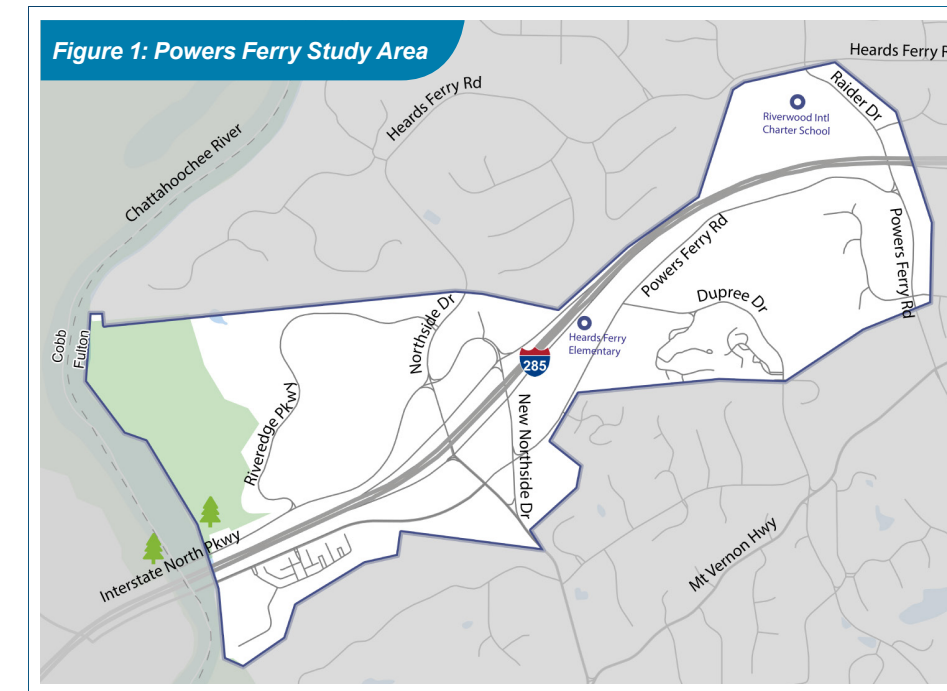 Figure 1: Powers Ferry Study Area
Heards Ferry R
Heards Ferry Rd
Raider Dr
Riverwood Intl
Charter School
Chattahoochee River
Powers Ferry Rd
Powers Ferry Rd
Dupree Dr
Northside Dr
Cobb
Fulton
Heards Ferry
Elementary
285
Riveredge Pkwy
New Northside Dr
Interstate North Pkwy
Mt Vernon Hwy